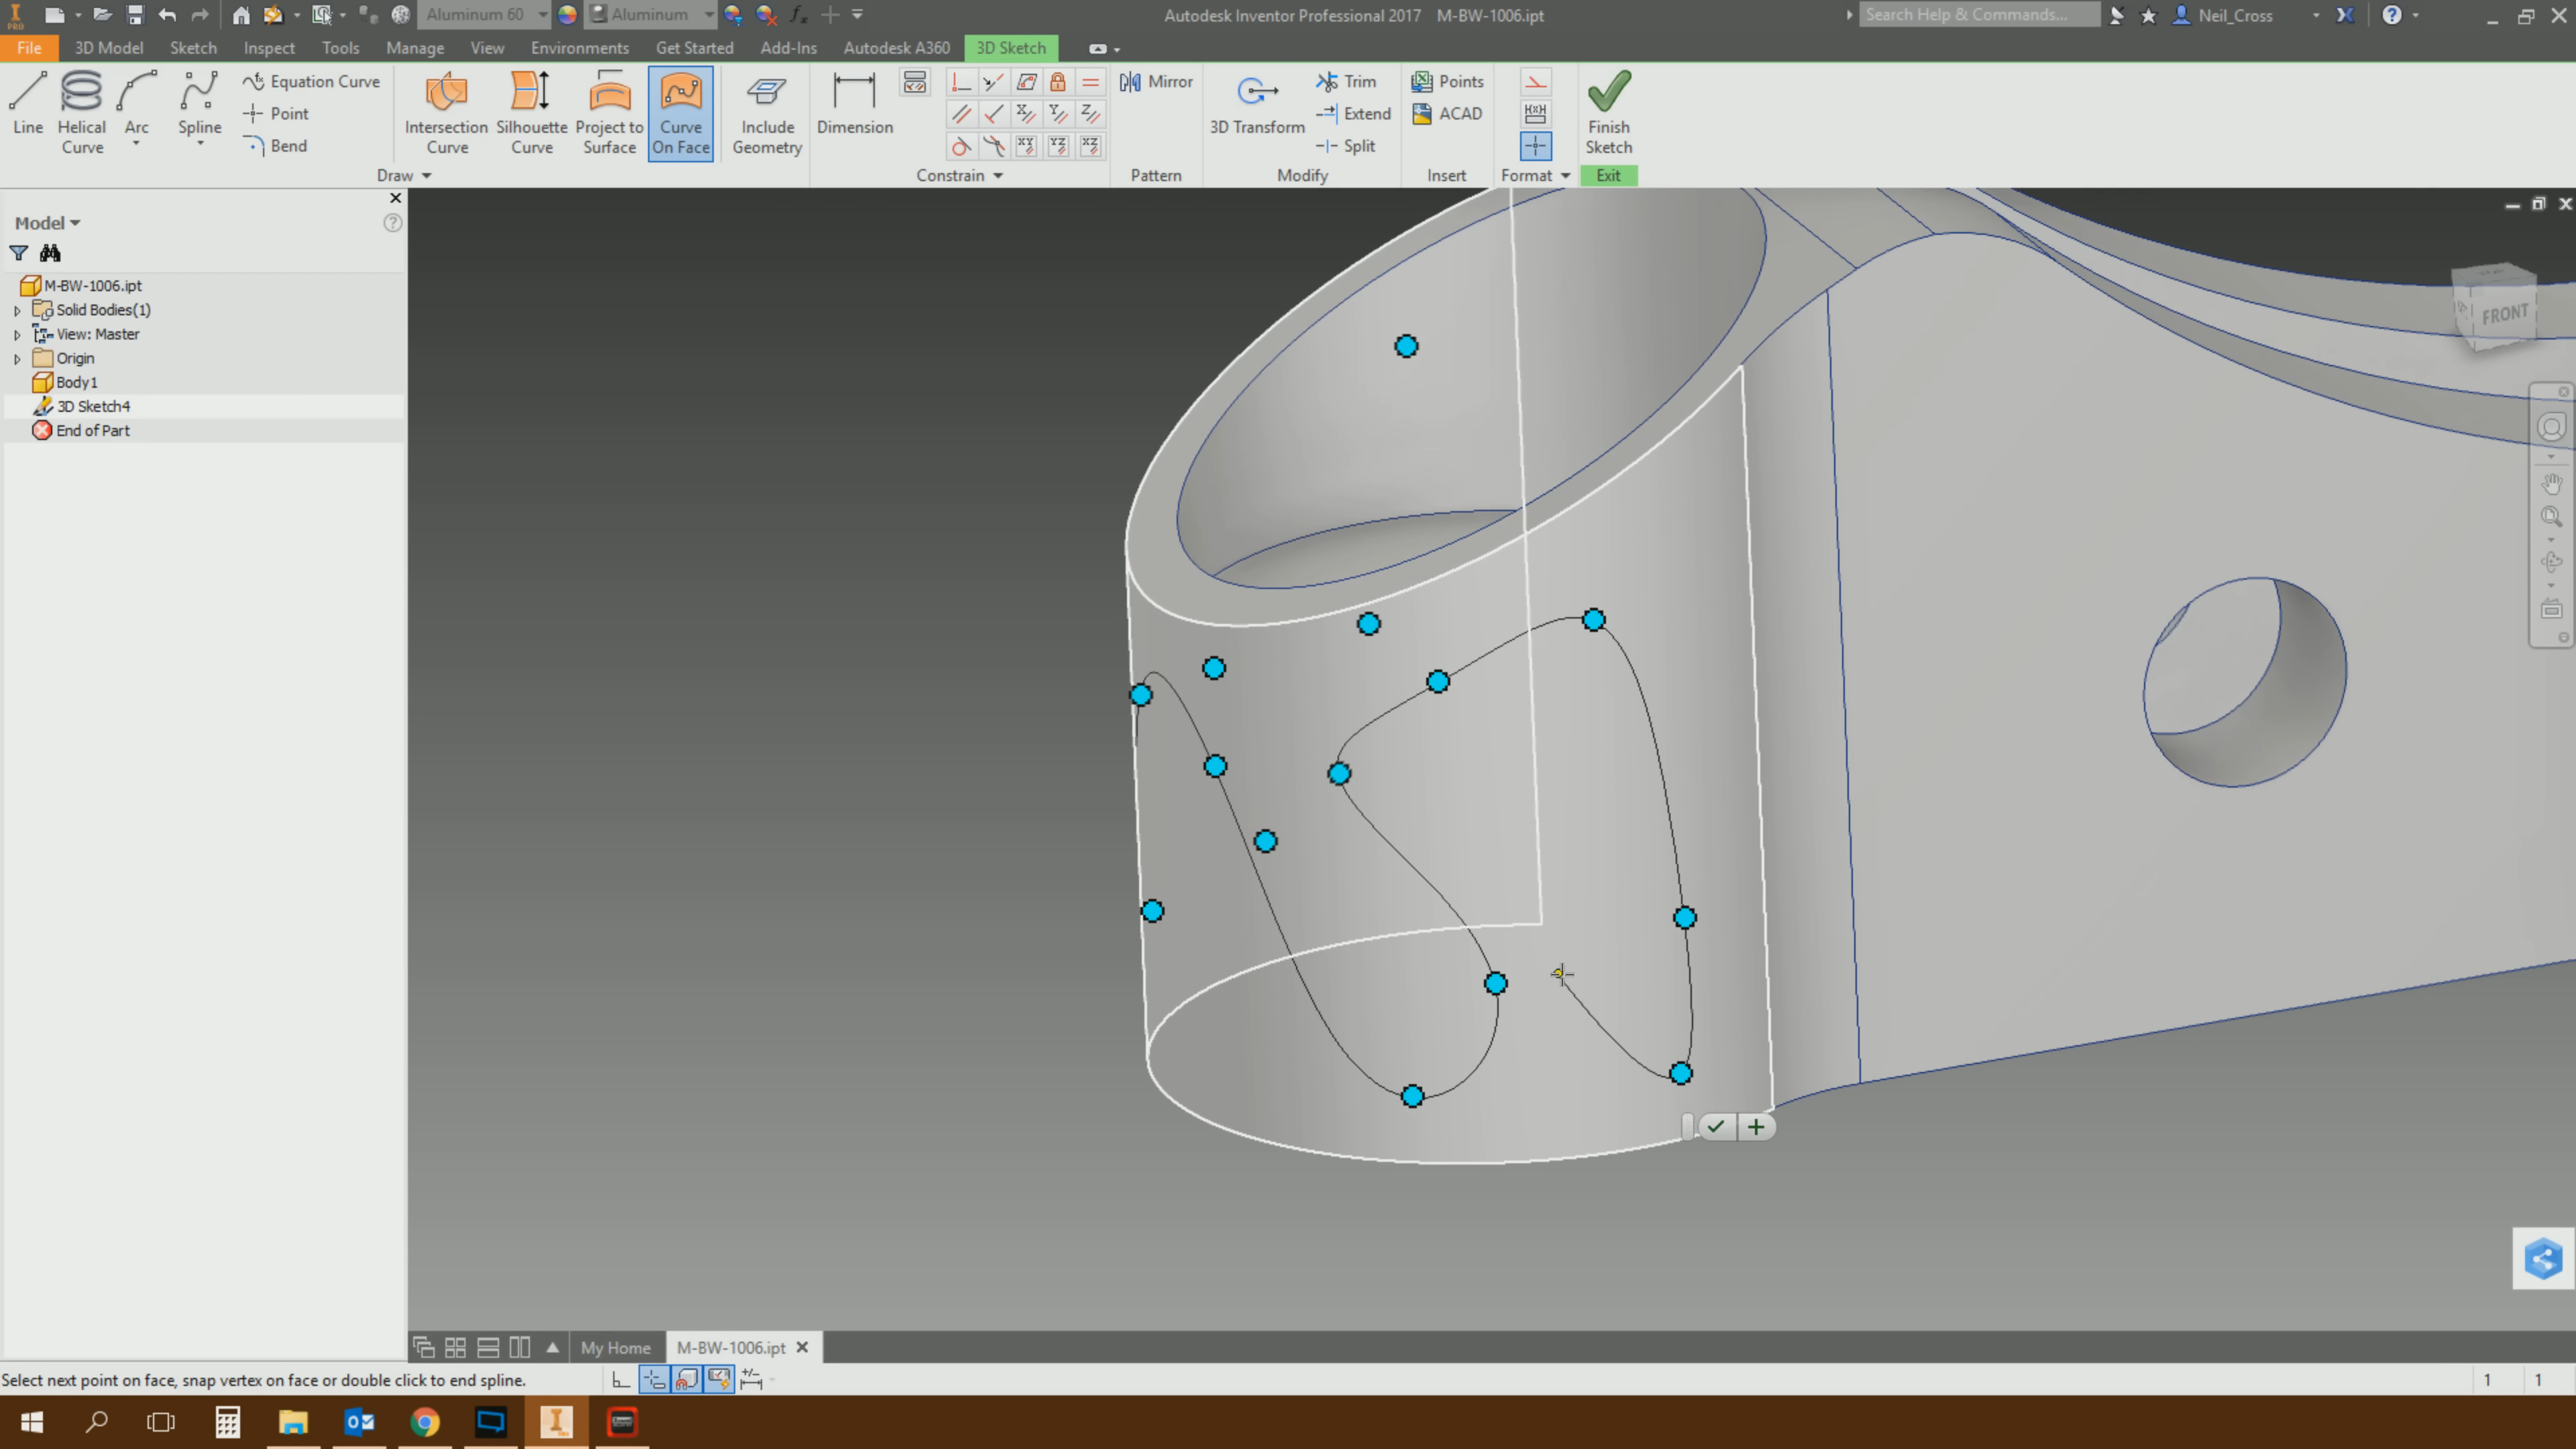 Aluminum 60
Aluminum
Autodesk Inventor Professional 2017 M-BW-1006.ipt
Search Help & Commands...
Neil_Cross
PRO
File 3D Model Sketch Inspect Tools Manage View Environments Get Started Add-Ins Autodesk A360 3D Sketch
Line
Helical
Curve
Arc
Spline
Equation Curve
Point
Bend
Intersection
Curve
Silhouette
Curve
Project to
Surface
Curve
On Face
Include
Geometry
Dimension
Mirror
3D Transform
Trim
Extend
Split
Points
ACAD
Finish
Sketch
Draw
Constrain
Pattern
Modify
Insert
Format
Exit
Model
M-BW-1006.ipt
Solid Bodies(1)
View: Master
Origin
Body1
3D Sketch4
End of Part
FRONT
My Home
M-BW-1006.ipt
Select next point on face, snap vertex on face or double click to end spline.
1 1